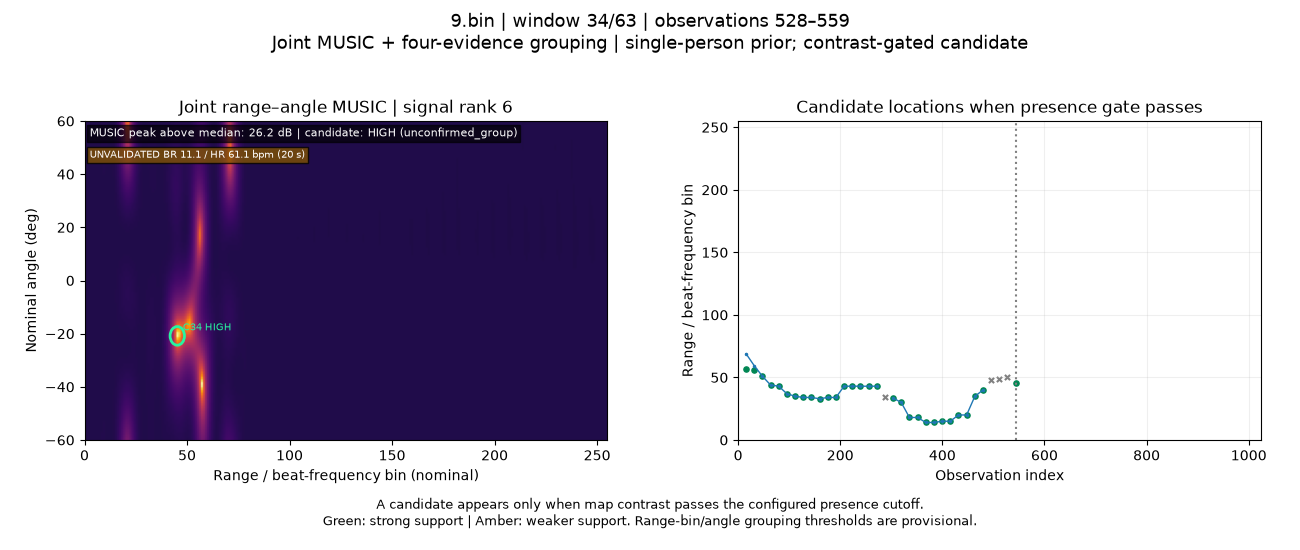 9.bin | window 34/63 | observations 528–559
Joint MUSIC + four-evidence grouping | single-person prior; contrast-gated candidate
Joint range–angle MUSIC | signal rank 6
MUSIC peak above median: 26.2 dB | candidate: HIGH (unconfirmed_group)
UNVALIDATED BR 11.1 / HR 61.1 bpm (20 s)
60
40
20
0
−20
−40
−60
Nominal angle (deg)
HIGH
0
50
100
150
200
250
Range / beat-frequency bin (nominal)
Candidate locations when presence gate passes
250
200
150
100
50
0
Range / beat-frequency bin
0
200
400
600
800
1000
Observation index
A candidate appears only when map contrast passes the configured presence cutoff.
Green: strong support | Amber: weaker support. Range-bin/angle grouping thresholds are provisional.